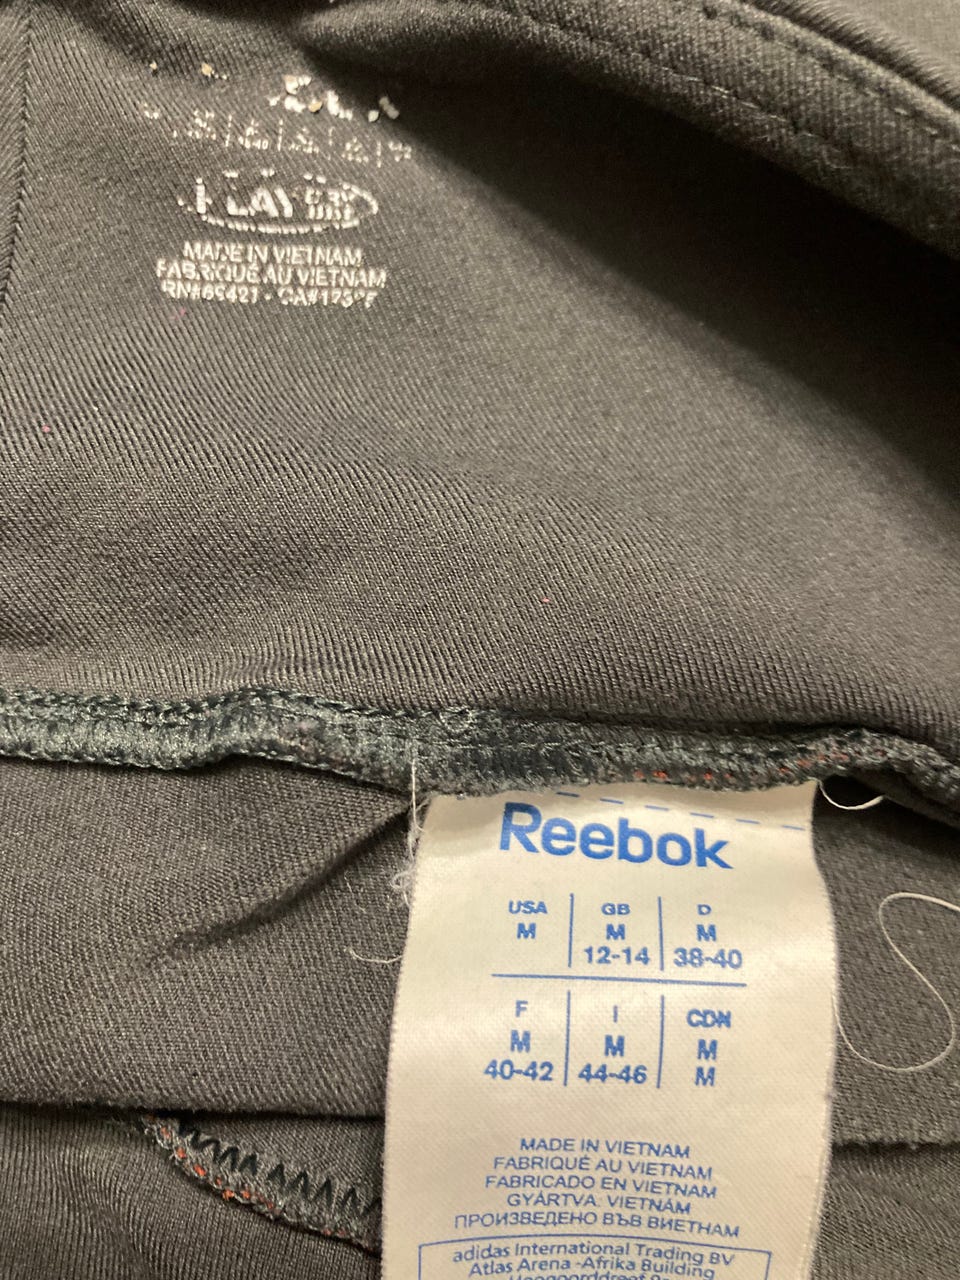 MADE IN VIETNAM
FABRIQUÉ AU VIETNAM
Reebok
USA GB D
M M M
12-14 38-40
F I CDN
M M M
40-42 44-46 M
MADE IN VIETNAM
FABRIQUÉ AU VIETNAM
FABRICADO EN VIETNAM
GYÁRTVA: VIETNÁM
ПРОИЗВЕДЕНО ВЪВ ВИЕТНАМ
adidas International Trading BV
Atlas Arena -Afrika Building